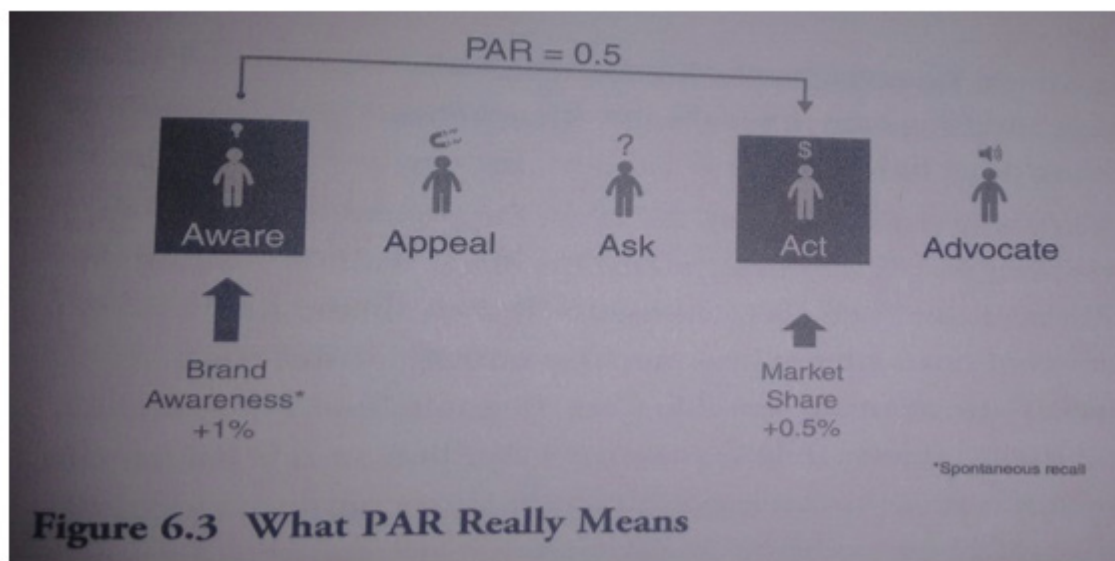 PAR = 0.5
?
$
Aware
Appeal
Ask
Act
Advocate
Brand
Awareness*
+1%
Market
Share
+0.5%
*Spontaneous recall
Figure 6.3 What PAR Really Means